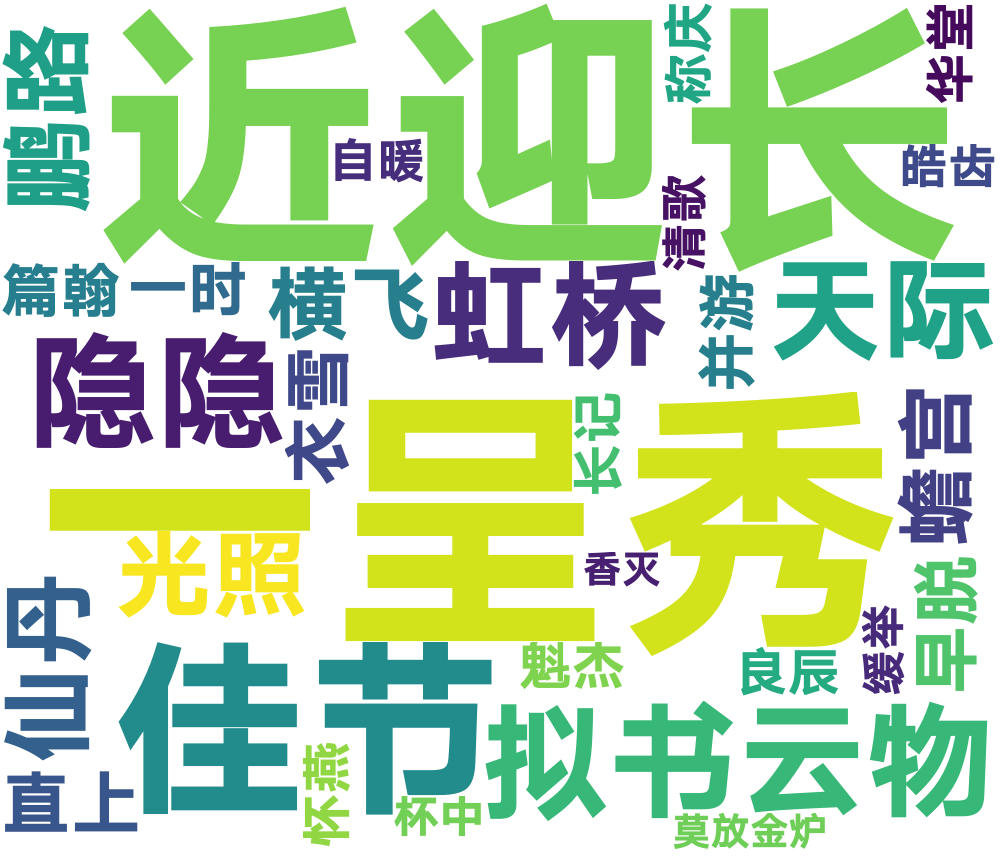 近迎长
鹏路
称庆
华堂
自暖
皓齿
清歌
篇翰
一时
横飞
虹桥
井游
天际
隐隐
衣雪
长记
蟾宫
一呈秀
光照
香灭
仙丹
早脱
缓举
佳节
魁杰
良辰
拟书云物
直上
怀燕
杯中
莫放金炉